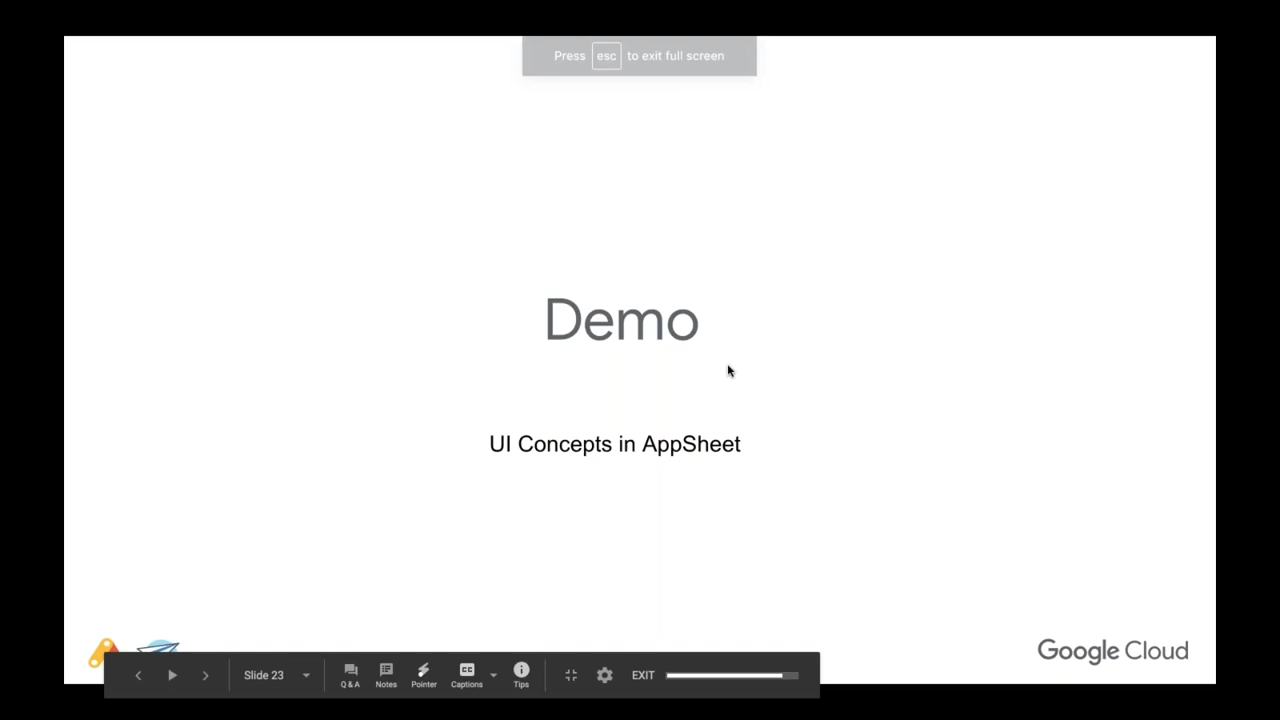 Press esc to exit full screen
Demo
UI Concepts in AppSheet
Google Cloud
Slide 23
Q & A
Notes
Pointer
Captions
Tips
EXIT
CC